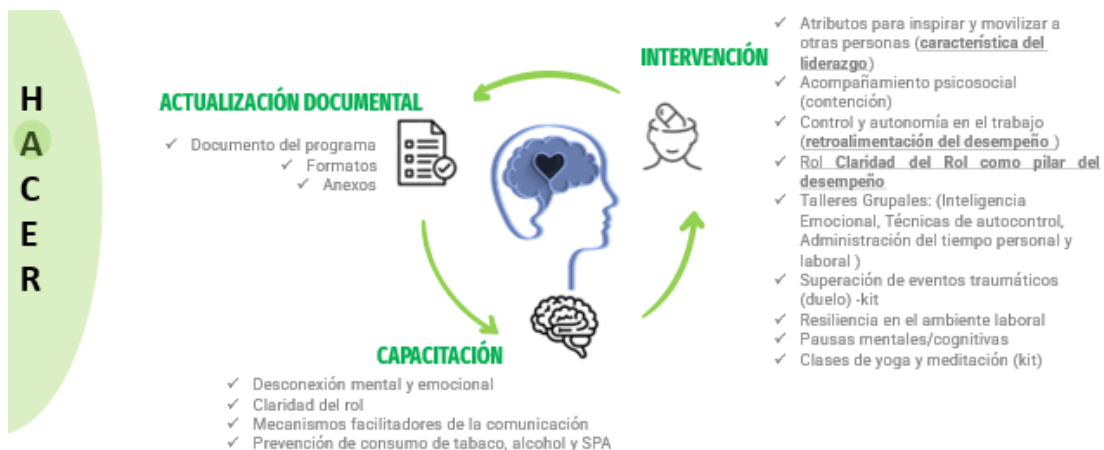 HACER
ACTUALIZACIÓN DOCUMENTAL
✓ Documento del programa
✓ Formatos
✓ Anexos
INTERVENCIÓN
✓ Atributos para inspirar y movilizar a
otras personas (característica del
liderazgo)
✓ Acompañamiento psicosocial
(contención)
✓ Control y autonomía en el trabajo
(retroalimentación del desempeño )
✓ Rol Claridad del Rol como pilar del
desempeño
✓ Talleres Grupales: (Inteligencia
Emocional, Técnicas de autocontrol,
Administración del tiempo personal y
laboral )
✓ Superación de eventos traumáticos
(duelo) -kit
✓ Resiliencia en el ambiente laboral
✓ Pausas mentales/cognitivas
✓ Clases de yoga y meditación (kit)
CAPACITACIÓN
✓ Desconexión mental y emocional
✓ Claridad del rol
✓ Mecanismos facilitadores de la comunicación
✓ Prevención de consumo de tabaco, alcohol y SPA